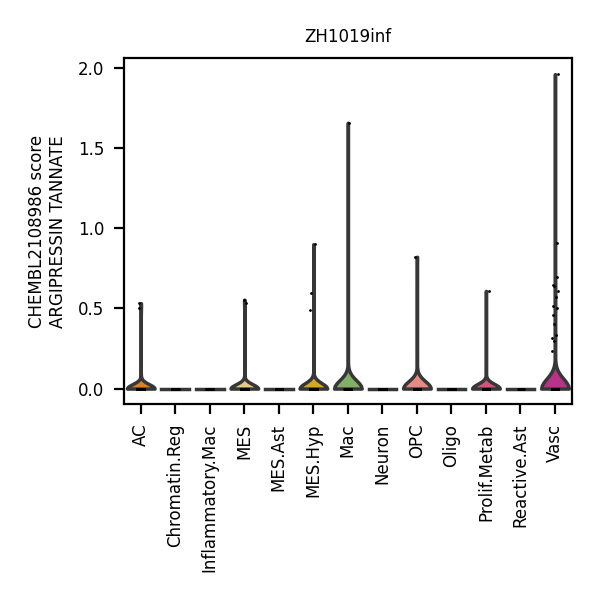 ZH1019inf
CHEMBL2108986 score
ARGIPRESSIN TANNATE
2.0
1.5
1.0
0.5
0.0
AC
Chromatin.Reg
Inflammatory.Mac
MES
MES.Ast
MES.Hyp
Mac
Neuron
OPC
Oligo
Prolif.Metab
Reactive.Ast
Vasc